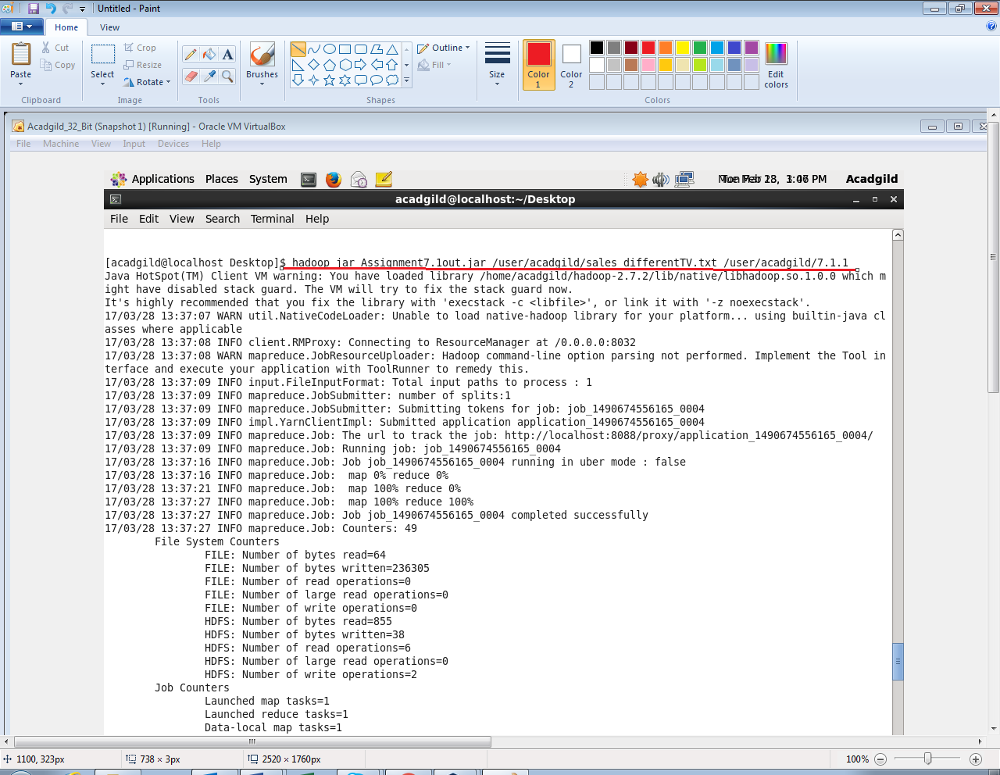 Untitled - Paint
Home View
Paste
Cut
Copy
Clipboard
Select
Crop
Resize
Rotate
Image
Tools
Brushes
Outline
Fill
Shapes
Size
Color 1
Color 2
Edit colors
Colors
Acadgild_32_Bit (Snapshot 1) [Running] - Oracle VM VirtualBox
File Machine View Input Devices Help
Applications Places System PM Acadgild
acadgild@localhost:~/Desktop
File Edit View Search Terminal Help
[acadgild@localhost Desktop]$ hadoop jar Assignment7.1out.jar /user/acadgild/sales differentTV.txt /user/acadgild/7.1.1
Java HotSpot(TM) Client VM warning: You have loaded library /home/acadgild/hadoop-2.7.2/lib/native/libhadoop.so.1.0.0 which m
ight have disabled stack guard. The VM will try to fix the stack guard now.
It's highly recommended that you fix the library with 'execstack -c <libfile>', or link it with '-z noexecstack'.
17/03/28 13:37:07 WARN util.NativeCodeLoader: Unable to load native-hadoop library for your platform... using builtin-java cl
asses where applicable
17/03/28 13:37:08 INFO client.RMProxy: Connecting to ResourceManager at /0.0.0.0:8032
17/03/28 13:37:08 WARN mapreduce.JobResourceUploader: Hadoop command-line option parsing not performed. Implement the Tool in
terface and execute your application with ToolRunner to remedy this.
17/03/28 13:37:09 INFO input.FileInputFormat: Total input paths to process : 1
17/03/28 13:37:09 INFO mapreduce.JobSubmitter: number of splits:1
17/03/28 13:37:09 INFO mapreduce.JobSubmitter: Submitting tokens for job: job_1490674556165_0004
17/03/28 13:37:09 INFO impl.YarnClientImpl: Submitted application application_1490674556165_0004
17/03/28 13:37:09 INFO mapreduce.Job: The url to track the job: http://localhost:8088/proxy/application_1490674556165_0004/
17/03/28 13:37:09 INFO mapreduce.Job: Running job: job_1490674556165_0004
17/03/28 13:37:16 INFO mapreduce.Job: Job job_1490674556165_0004 running in uber mode : false
17/03/28 13:37:16 INFO mapreduce.Job:  map 0% reduce 0%
17/03/28 13:37:21 INFO mapreduce.Job:  map 100% reduce 0%
17/03/28 13:37:27 INFO mapreduce.Job:  map 100% reduce 100%
17/03/28 13:37:27 INFO mapreduce.Job: Job job_1490674556165_0004 completed successfully
17/03/28 13:37:27 INFO mapreduce.Job: Counters: 49
File System Counters
FILE: Number of bytes read=64
FILE: Number of bytes written=236305
FILE: Number of read operations=0
FILE: Number of large read operations=0
FILE: Number of write operations=0
HDFS: Number of bytes read=855
HDFS: Number of bytes written=38
HDFS: Number of read operations=6
HDFS: Number of large read operations=0
HDFS: Number of write operations=2
Job Counters
Launched map tasks=1
Launched reduce tasks=1
Data-local map tasks=1
1100, 323px 738 × 3px 2520 × 1760px 100%